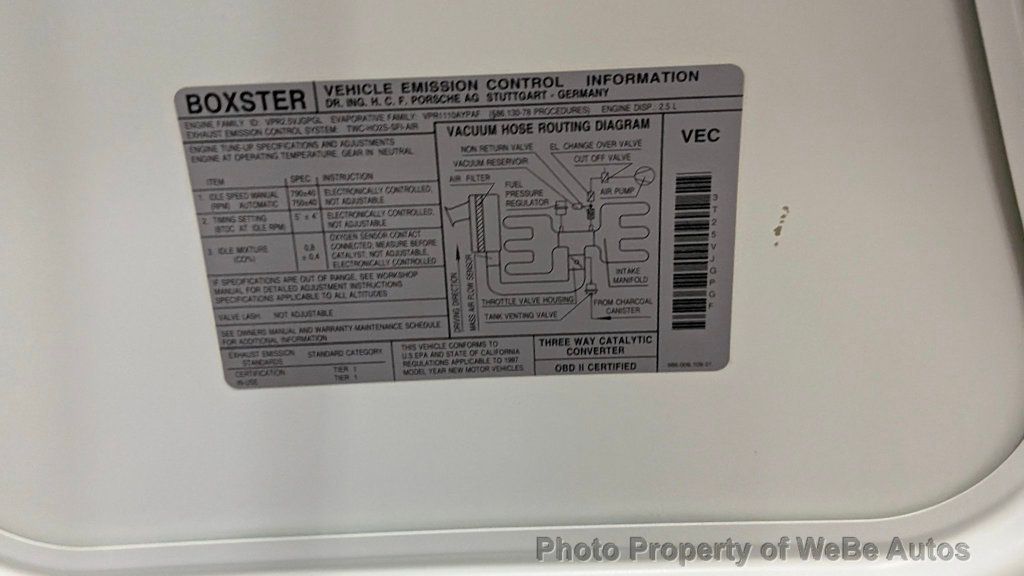 BOXSTER
VEHICLE EMISSION CONTROL INFORMATION
DR. ING. H. C. F. PORSCHE AG STUTTGART - GERMANY
ENGINE FAMILY ID: VPR2.5VJGPGL EVAPORATIVE FAMILY: VPR1110AYPAF (§86.130-78 PROCEDURES) ENGINE DISP.: 2.5 L
EXHAUST EMISSION CONTROL SYSTEM: TWC-HO2S-SFI-AIR
ENGINE TUNE-UP SPECIFICATIONS AND ADJUSTMENTS
ENGINE AT OPERATING TEMPERATURE, GEAR IN NEUTRAL.
ITEM SPEC. INSTRUCTION
1. IDLE SPEED MANUAL 790±40 ELECTRONICALLY CONTROLLED,
(RPM) AUTOMATIC 750±40 NOT ADJUSTABLE
2. TIMING SETTING 5° ± 4° ELECTRONICALLY CONTROLLED,
(BTDC AT IDLE RPM) NOT ADJUSTABLE
3. IDLE MIXTURE 0,8 OXYGEN SENSOR CONTACT
(CO%) ± 0,4 CONNECTED, MEASURE BEFORE
CATALYST, NOT ADJUSTABLE,
ELECTRONICALLY CONTROLLED
IF SPECIFICATIONS ARE OUT OF RANGE, SEE WORKSHOP
MANUAL FOR DETAILED ADJUSTMENT INSTRUCTIONS
SPECIFICATIONS APPLICABLE TO ALL ALTITUDES
VALVE LASH: NOT ADJUSTABLE
SEE OWNERS MANUAL AND WARRANTY-MAINTENANCE SCHEDULE
FOR ADDITIONAL INFORMATION
EXHAUST EMISSION STANDARD CATEGORY
STANDARDS
CERTIFICATION TIER 1
IN-USE TIER 1
THIS VEHICLE CONFORMS TO
U.S.EPA AND STATE OF CALIFORNIA
REGULATIONS APPLICABLE TO 1997
MODEL YEAR NEW MOTOR VEHICLES
VACUUM HOSE ROUTING DIAGRAM
NON RETURN VALVE
EL. CHANGE OVER VALVE
VACUUM RESERVOIR
CUT OFF VALVE
AIR FILTER
FUEL
PRESSURE
REGULATOR
AIR PUMP
INTAKE
MANIFOLD
DRIVING DIRECTION
MASS AIR FLOW SENSOR
THROTTLE VALVE HOUSING
TANK VENTING VALVE
FROM CHARCOAL
CANISTER
THREE WAY CATALYTIC
CONVERTER
OBD II CERTIFIED
VEC
3T25VJGPGF
Photo Property of WeBe Autos